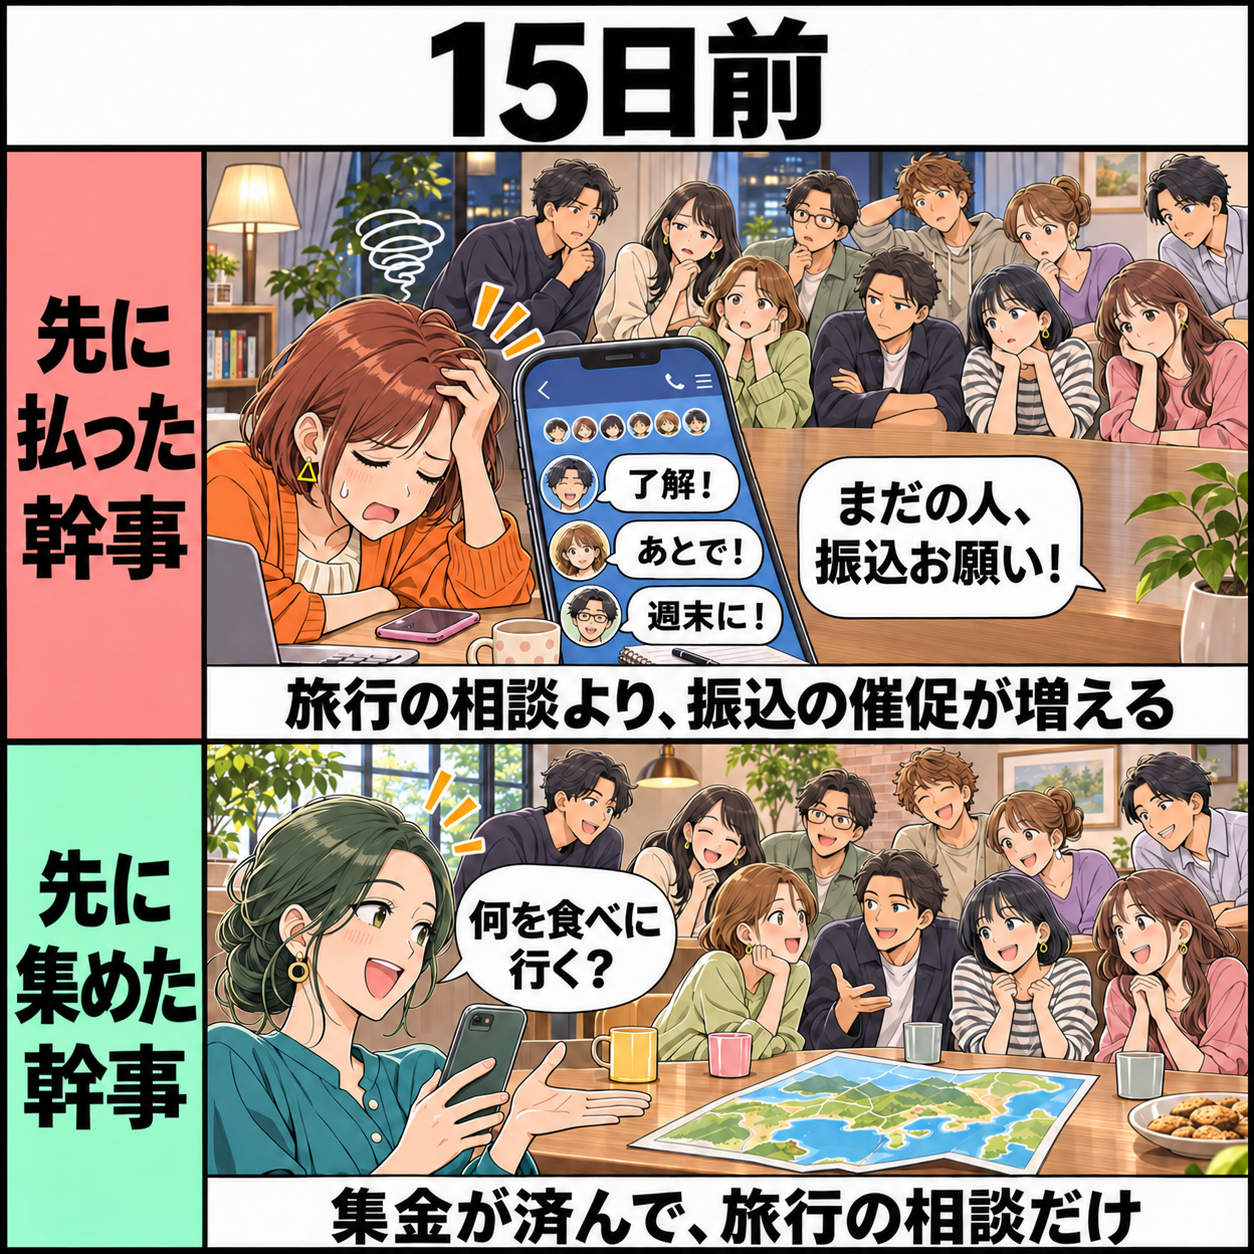 15日前
先に
払った
幹事
了解！
あとで！
週末に！
まだの人、
振込お願い！
旅行の相談より、振込の催促が増える
先に
集めた
幹事
何を食べに
行く？
集金が済んで、旅行の相談だけ